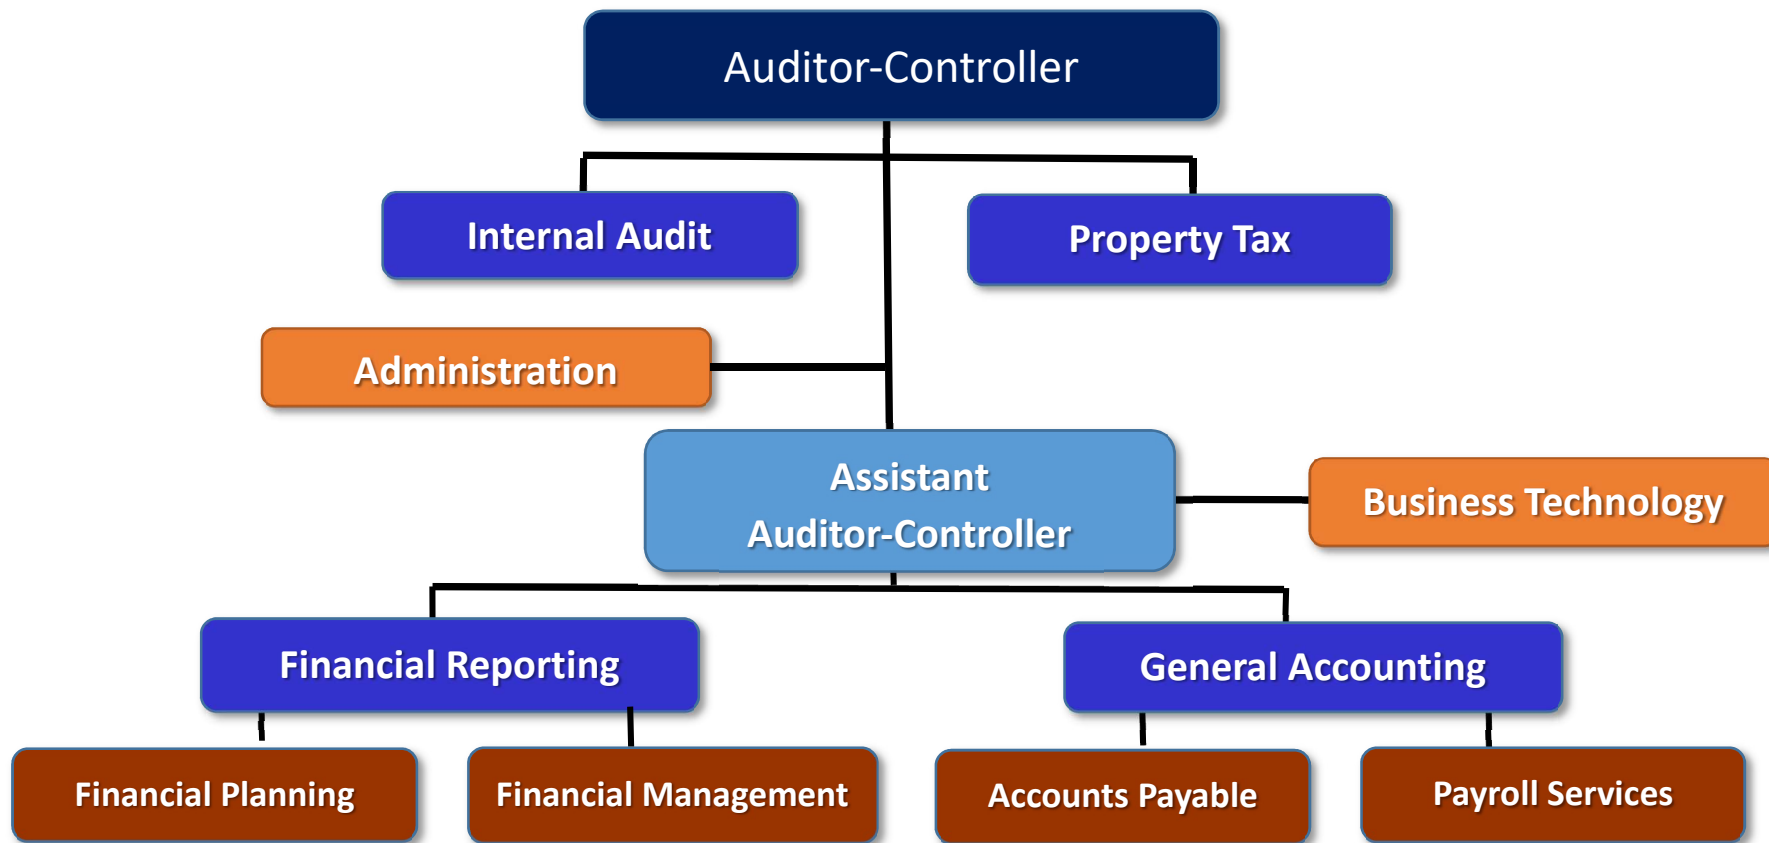 Auditor-Controller
Internal Audit
Property Tax
Administration
Assistant
Auditor-Controller
Business Technology
Financial Reporting
General Accounting
Financial Planning
Financial Management
Accounts Payable
Payroll Services